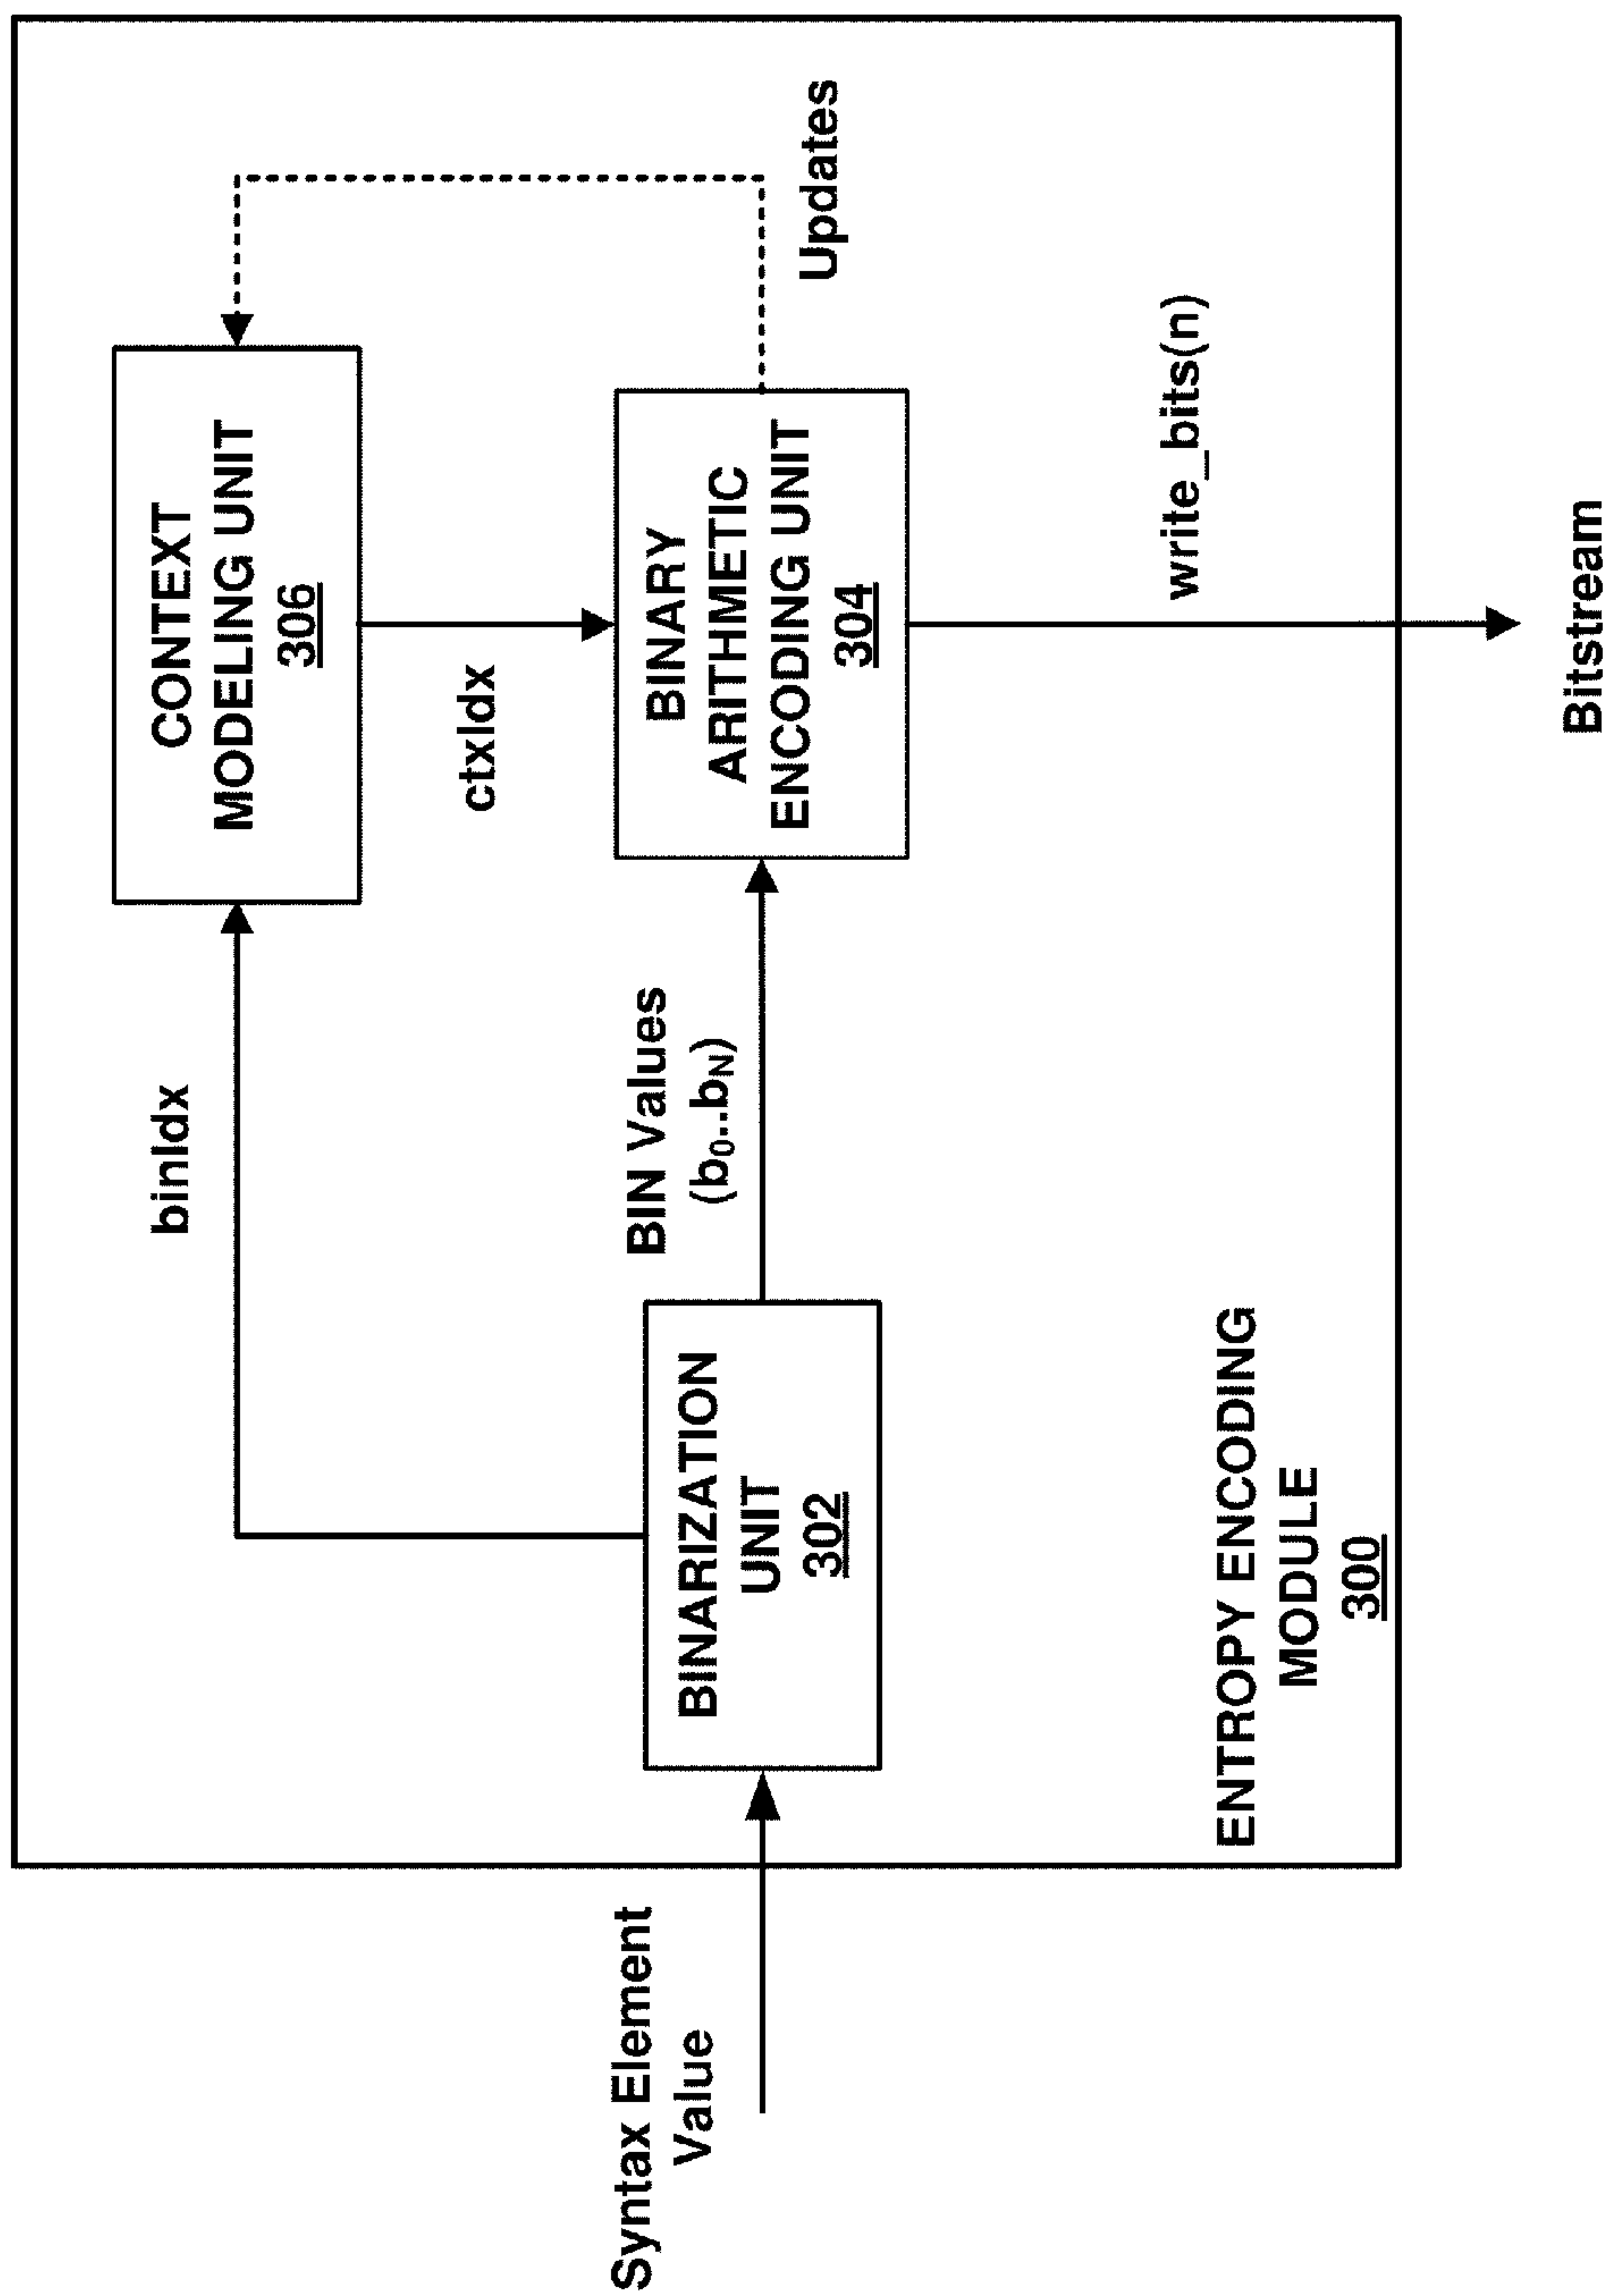 binIdx
CONTEXT
MODELING UNIT
306
Updates
ctxIdx
Syntax Element
Value
BINARIZATION
UNIT
302
BIN Values
(b0..bN)
BINARY
ARITHMETIC
ENCODING UNIT
304
write_bits(n)
ENTROPY ENCODING
MODULE
300
Bitstream